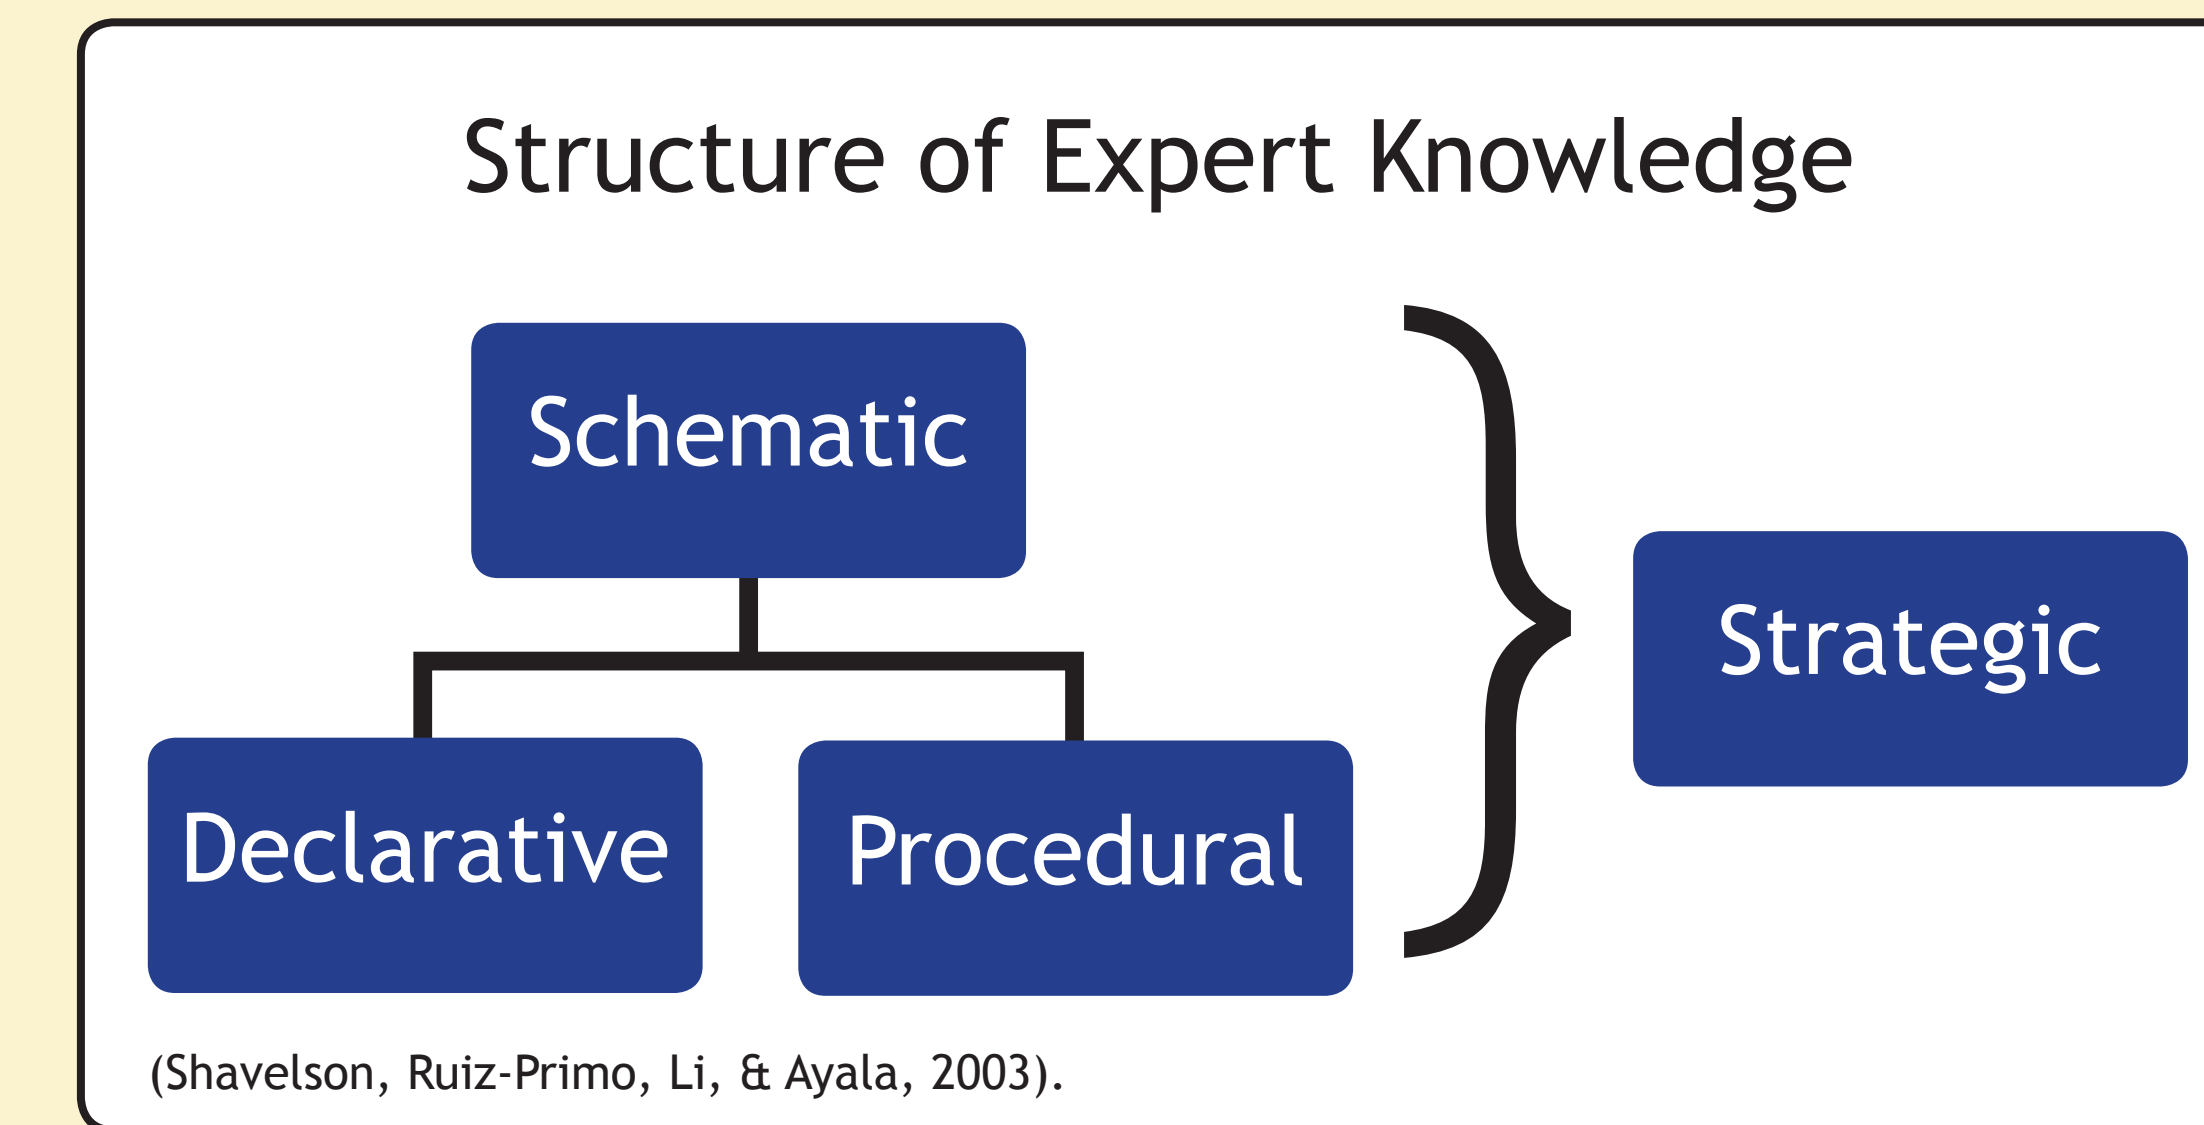 Structure of Expert Knowledge
Schematic
Strategic
Declarative
Procedural
(Shavelson, Ruiz-Primo, Li, & Ayala, 2003).